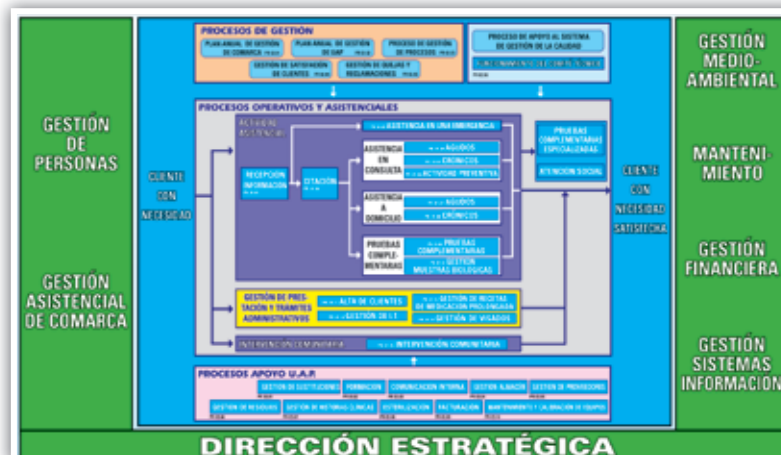 PROCESOS DE GESTIÓN
PLAN ANUAL DE GESTIÓN
DE COMARCA
PLAN ANUAL DE GESTIÓN
DE UAP
PROCESO DE GESTIÓN
DE PROCESOS
GESTIÓN DE SATISFACIÓN
DE CLIENTES
GESTIÓN DE QUEJAS Y
RECLAMACIONES
PROCESO DE APOYO AL SISTEMA
DE GESTIÓN DE LA CALIDAD
GESTIÓN
DE
PERSONAS
GESTIÓN
ASISTENCIAL
DE COMARCA
CLIENTE
CON
NECESIDAD
PROCESOS OPERATIVOS Y ASISTENCIALES
ACTIVIDAD
ASISTENCIAL
RECEPCIÓN
INFORMACIÓN
CITACIÓN
ASISTENCIA EN UNA EMERGENCIA
ASISTENCIA
EN
CONSULTA
AGUDOS
CRÓNICOS
ACTIVIDAD PREVENTIVA
ASISTENCIA
A
DOMICILIO
AGUDOS
CRÓNICOS
PRUEBAS
COMPLE-
MENTARIAS
PRUEBAS
COMPLEMENTARIAS
GESTIÓN
MUESTRAS BIOLÓGICAS
PRUEBAS
COMPLEMENTARIAS
ESPECIALIZADAS
ATENCIÓN SOCIAL
GESTIÓN DE PRES-
TACIÓN Y TRÁMITES
ADMINISTRATIVOS
ALTA DE CLIENTES
GESTIÓN DE I.T
GESTIÓN DE RECETAS
DE MEDICACIÓN PROLONGADA
GESTIÓN DE VISADOS
INTERVENCIÓN COMUNITARIA
INTERVENCIÓN COMUNITARIA
CLIENTE
CON
NECESIDAD
SATISFECHA
PROCESOS APOYO U.A.P.
GESTIÓN DE SUSTITUCIONES
FORMACIÓN
COMUNICACIÓN INTERNA
GESTIÓN ALMACÉN
GESTIÓN DE PROVEEDORES
GESTIÓN DE RESIDUOS
GESTIÓN DE HISTORIAS CLÍNICAS
ESTERILIZACIÓN
FACTURACIÓN
MANTENIMIENTO Y CALIBRACIÓN DE EQUIPOS
GESTIÓN
MEDIO-
AMBIENTAL
MANTENI-
MIENTO
GESTIÓN
FINANCIERA
GESTIÓN
SISTEMAS
INFORMACIÓN
DIRECCIÓN ESTRATÉGICA